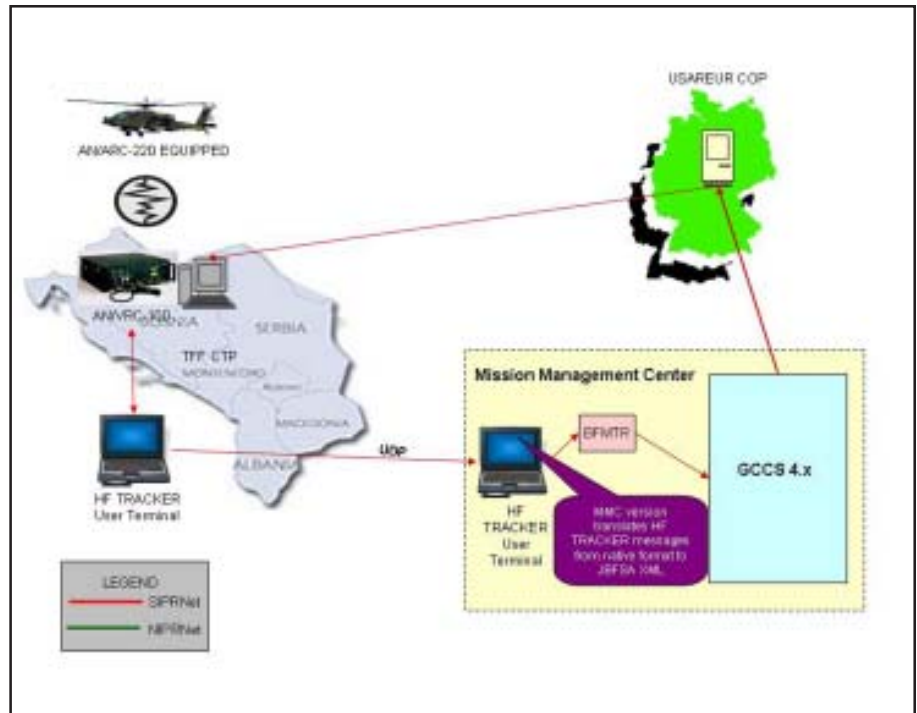 USAREUR COP
AN/ARC-220 EQUIPPED
AN/VRC-100
SERBIA
TFF CTP
MONTENEGRO
MACEDONIA
ALBANIA
UDP
HF TRACKER
User Terminal
Mission Management Center
BFMTR
GCCS 4.x
HF
TRACKER
User
Terminal
MMC version
translates HF
TRACKER messages
from native format to
JBFSA XML
LEGEND
SIPRNet
NIPRNet